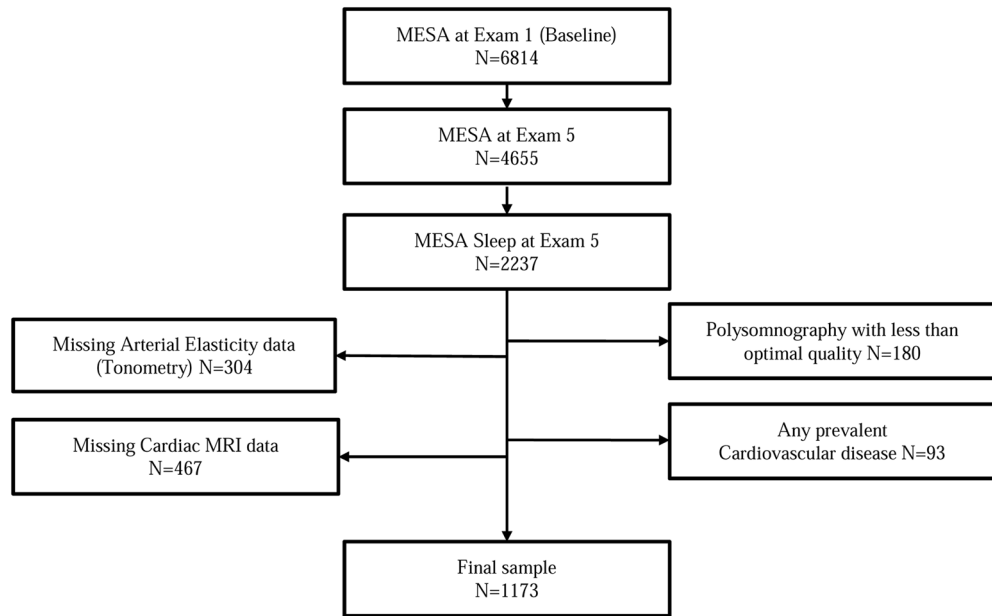 MESA at Exam 1 (Baseline)
N=6814
MESA at Exam 5
N=4655
MESA Sleep at Exam 5
N=2237
Missing Arterial Elasticity data
(Tonometry) N=304
Polysomnography with less than
optimal quality N=180
Missing Cardiac MRI data
N=467
Any prevalent
Cardiovascular disease N=93
Final sample
N=1173